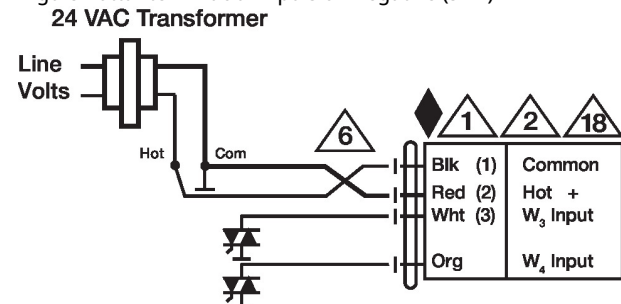 24 VAC Transformer
Line
Volts
Hot
Com
6
1
2
18
Blk (1) Common
Red (2) Hot +
Wht (3) W3 Input
Org W4 Input